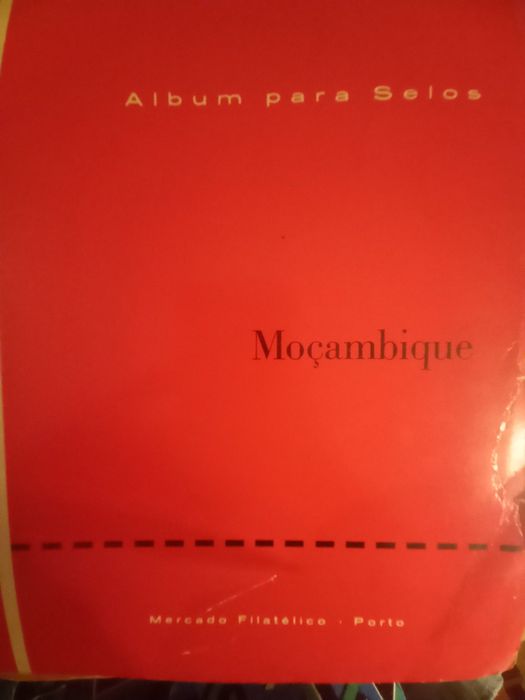 Album para Selos
Moçambique
Mercado Filatélico · Porto